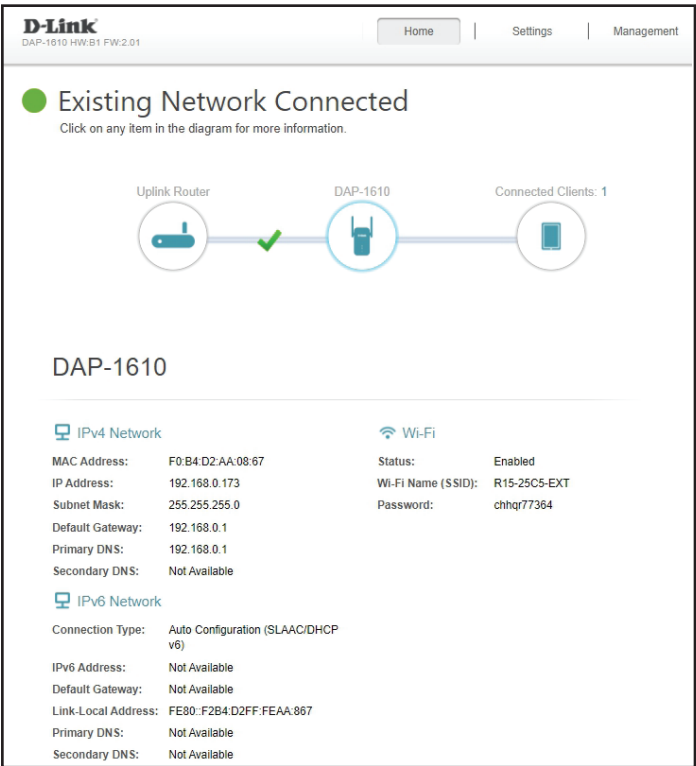 D-Link
DAP-1610 HW:B1 FW:2.01
Home | Settings | Management
Existing Network Connected
Click on any item in the diagram for more information.
Uplink Router DAP-1610 Connected Clients: 1
DAP-1610
IPv4 Network
MAC Address: F0:B4:D2:AA:08:67
IP Address: 192.168.0.173
Subnet Mask: 255.255.255.0
Default Gateway: 192.168.0.1
Primary DNS: 192.168.0.1
Secondary DNS: Not Available
Wi-Fi
Status: Enabled
Wi-Fi Name (SSID): R15-25C5-EXT
Password: chhqr77364
IPv6 Network
Connection Type: Auto Configuration (SLAAC/DHCP
v6)
IPv6 Address: Not Available
Default Gateway: Not Available
Link-Local Address: FE80::F2B4:D2FF:FEAA:867
Primary DNS: Not Available
Secondary DNS: Not Available